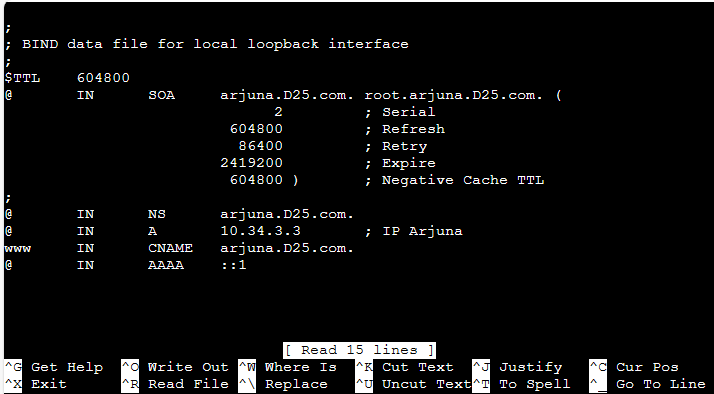 ;
; BIND data file for local loopback interface
;
$TTL    604800
@       IN      SOA     arjuna.D25.com. root.arjuna.D25.com. (
                              2         ; Serial
                         604800         ; Refresh
                          86400         ; Retry
                        2419200         ; Expire
                         604800 )       ; Negative Cache TTL
;
@       IN      NS      arjuna.D25.com.
@       IN      A       10.34.3.3       ; IP Arjuna
www     IN      CNAME   arjuna.D25.com.
@       IN      AAAA    ::1
[ Read 15 lines ]
^G Get Help  ^O Write Out ^W Where Is  ^K Cut Text  ^J Justify   ^C Cur Pos
^X Exit      ^R Read File ^\ Replace   ^U Uncut Text^T To Spell  ^_ Go To Line